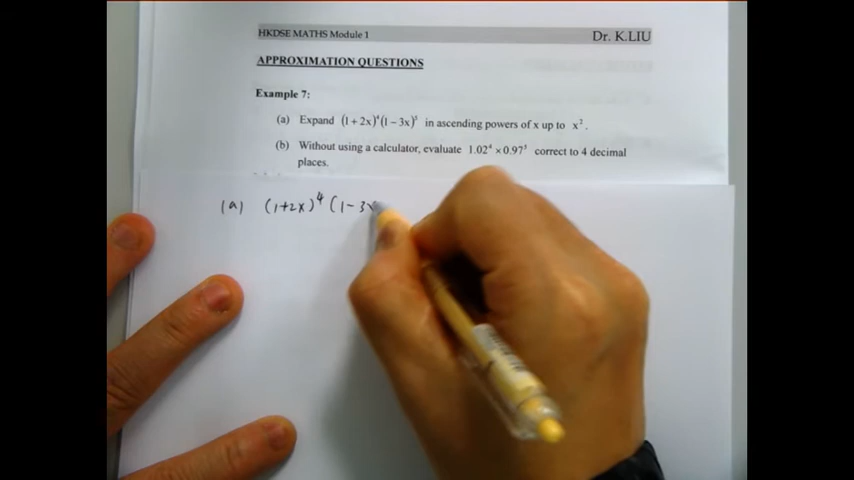 HKDSE MATHS Module 1 Dr. K.LIU
APPROXIMATION QUESTIONS
Example 7:
(a) Expand (1 + 2x)⁴(1 − 3x)⁵ in ascending powers of x up to x².
(b) Without using a calculator, evaluate 1.02⁴ × 0.97⁵ correct to 4 decimal
places.
(a) (1+2x)⁴ (1-3x